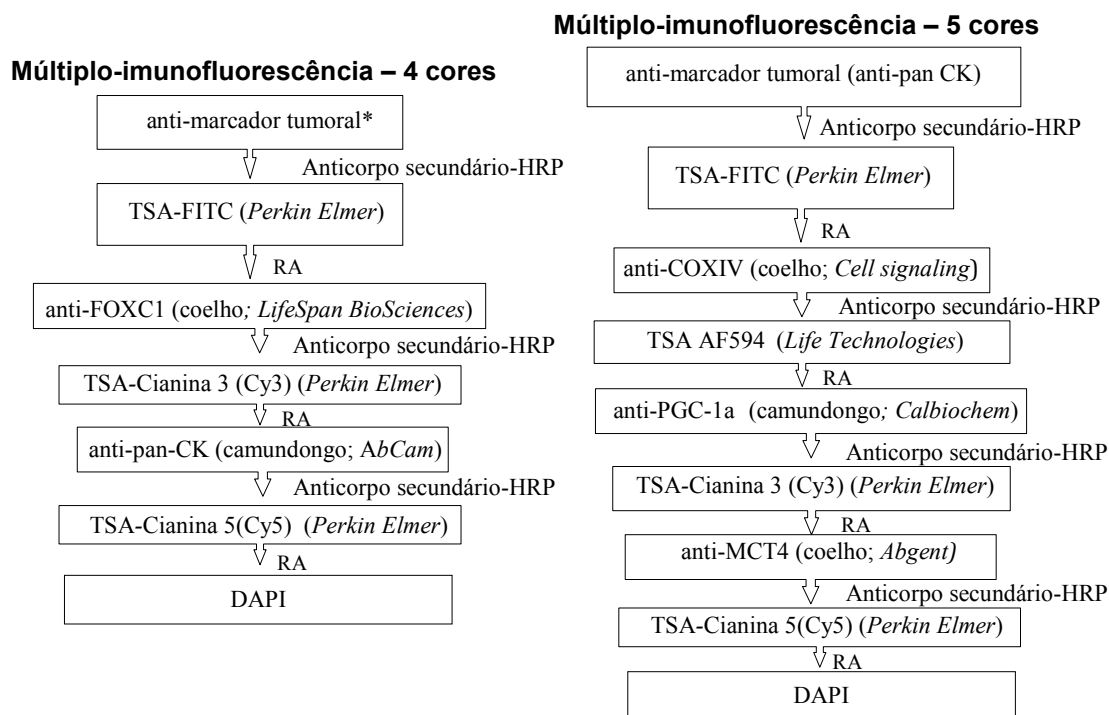 Múltiplo-imunofluorescência – 4 cores
anti-marcador tumoral*
Anticorpo secundário-HRP
TSA-FITC (Perkin Elmer)
RA
anti-FOXC1 (coelho; LifeSpan BioSciences)
Anticorpo secundário-HRP
TSA-Cianina 3 (Cy3) (Perkin Elmer)
RA
anti-pan-CK (camundongo; AbCam)
Anticorpo secundário-HRP
TSA-Cianina 5(Cy5) (Perkin Elmer)
RA
DAPI
Múltiplo-imunofluorescência – 5 cores
anti-marcador tumoral (anti-pan CK)
Anticorpo secundário-HRP
TSA-FITC (Perkin Elmer)
RA
anti-COXIV (coelho; Cell signaling)
Anticorpo secundário-HRP
TSA AF594 (Life Technologies)
RA
anti-PGC-1a (camundongo; Calbiochem)
Anticorpo secundário-HRP
TSA-Cianina 3 (Cy3) (Perkin Elmer)
RA
anti-MCT4 (coelho; Abgent)
Anticorpo secundário-HRP
TSA-Cianina 5(Cy5) (Perkin Elmer)
RA
DAPI